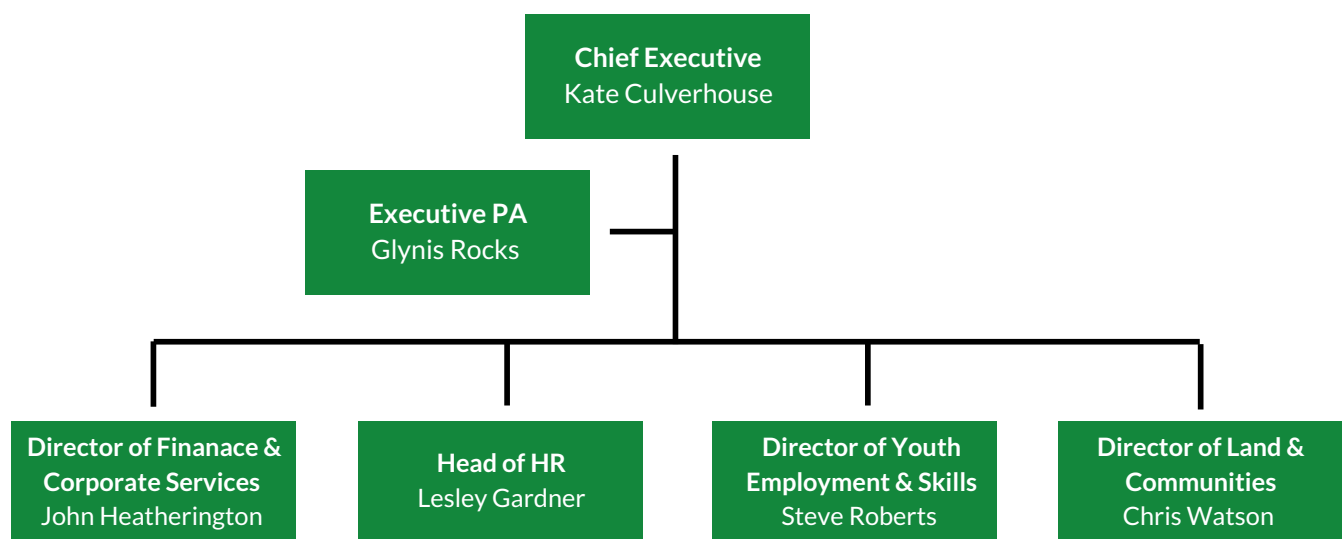 Chief Executive
Kate Culverhouse
Executive PA
Glynis Rocks
Director of Finanace &
Corporate Services
John Heatherington
Head of HR
Lesley Gardner
Director of Youth
Employment & Skills
Steve Roberts
Director of Land &
Communities
Chris Watson